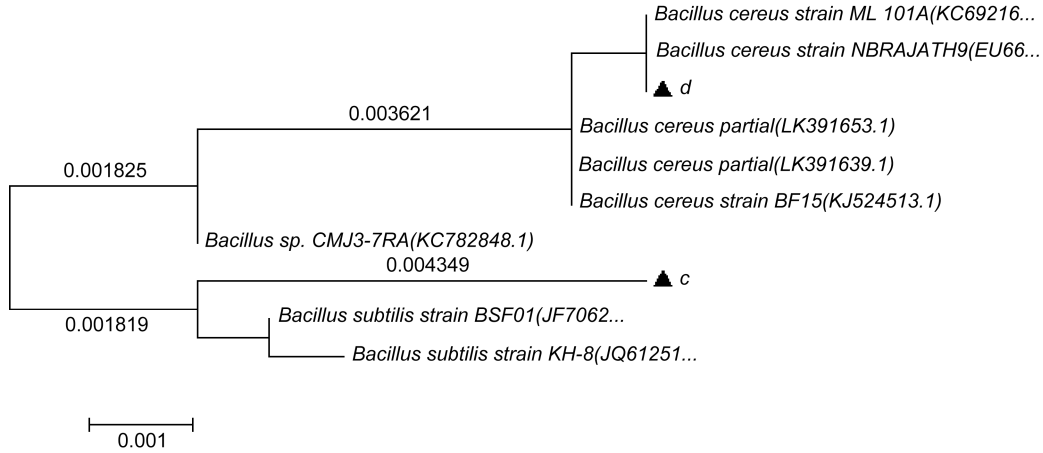 Bacillus cereus strain ML 101A(KC69216...
Bacillus cereus strain NBRAJATH9(EU66...
d
0.003621
Bacillus cereus partial(LK391653.1)
Bacillus cereus partial(LK391639.1)
0.001825
Bacillus cereus strain BF15(KJ524513.1)
Bacillus sp. CMJ3-7RA(KC782848.1)
0.004349
c
Bacillus subtilis strain BSF01(JF7062...
0.001819
Bacillus subtilis strain KH-8(JQ61251...
0.001